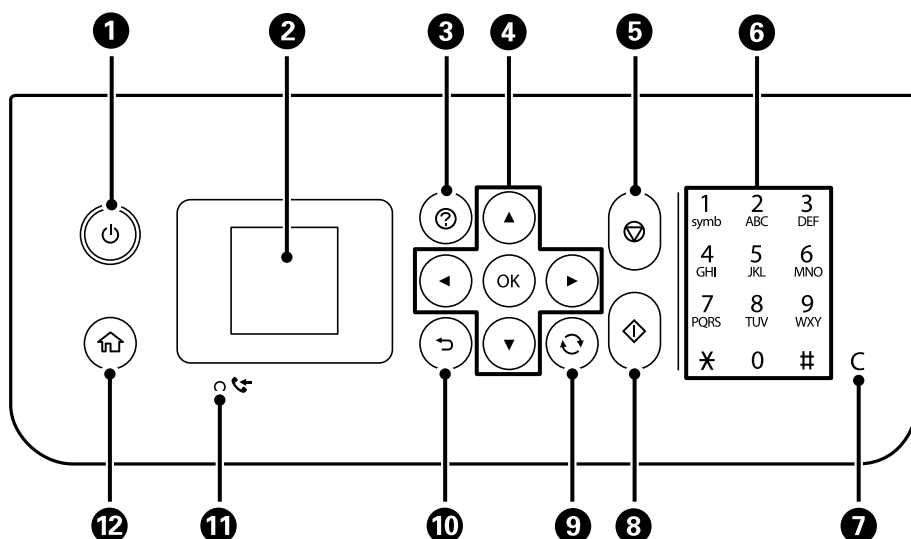 1 2 3 4 5 6
1 2 3
symb ABC DEF
?
OK
4 5 6
GHI JKL MNO
7 8 9
PQRS TUV WXY
* 0 #
C
12 11 10 9 8 7